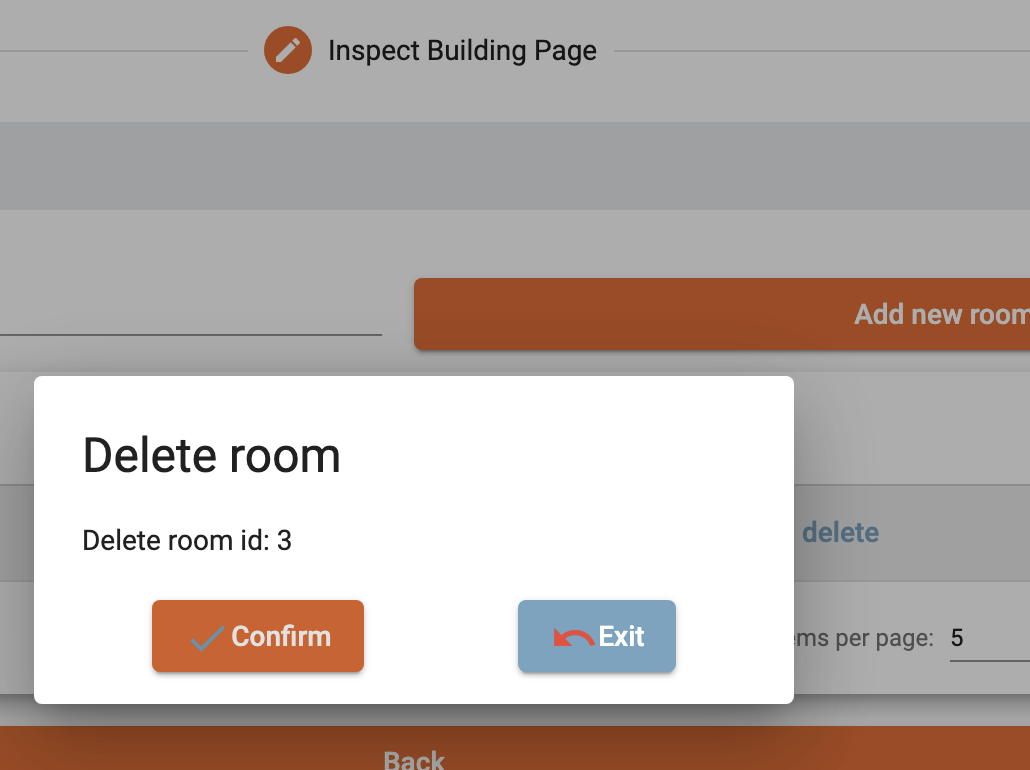 Inspect Building Page
Add new room
Delete room
Delete room id: 3
delete
Confirm
Exit
ems per page: 5
Back